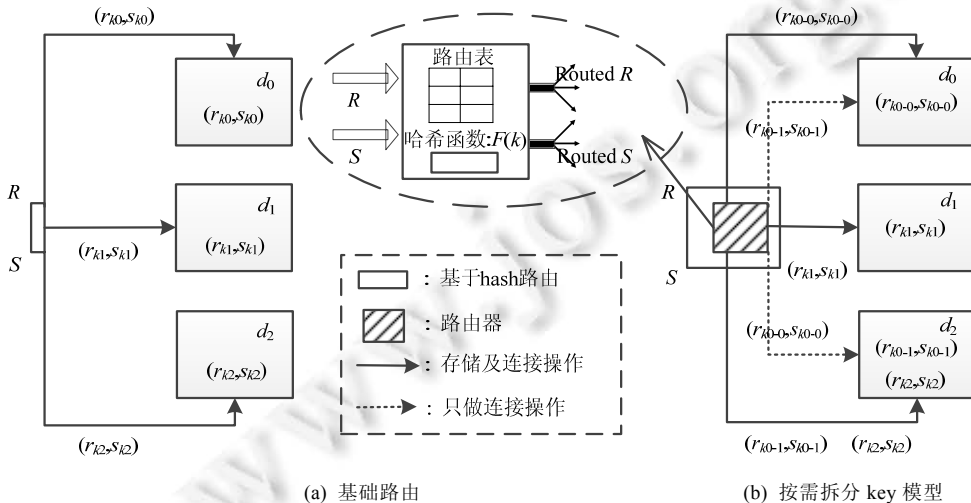 (rk0,sk0)
d0
(rk0,sk0)
R
S
d1
(rk1,sk1)
(rk1,sk1)
d2
(rk2,sk2)
(rk2,sk2)
(a) 基础路由
路由表
R
S
哈希函数:F(k)
Routed R
Routed S
: 基于hash路由
: 路由器
: 存储及连接操作
: 只做连接操作
(rk0-0,sk0-0)
d0
(rk0-0,sk0-0)
(rk0-1,sk0-1)
R
S
d1
(rk1,sk1)
(rk1,sk1)
(rk0-0,sk0-0)
d2
(rk0-1,sk0-1)
(rk2,sk2)
(rk0-1,sk0-1) (rk2,sk2)
(b) 按需拆分 key 模型
www.jos.org